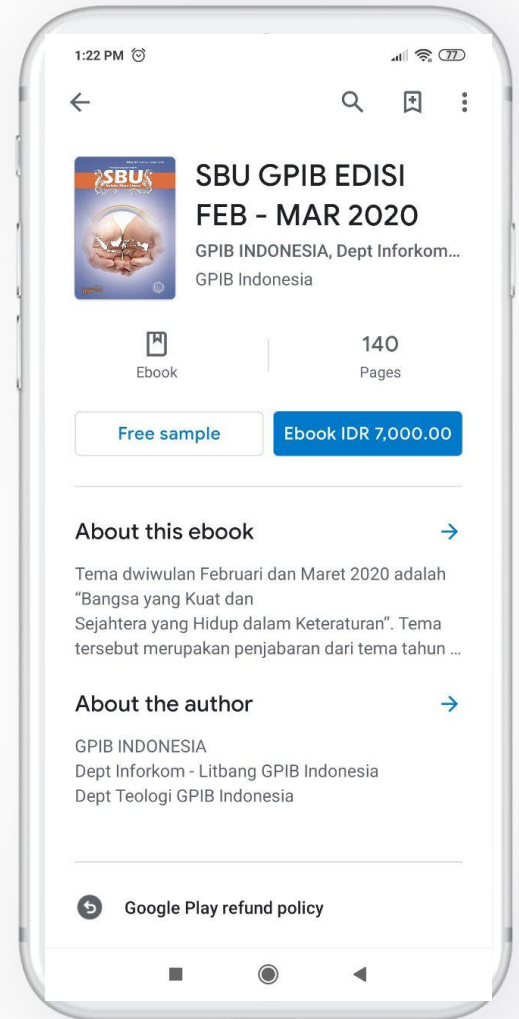 1:22 PM
77
SBU
SBU GPIB EDISI
FEB - MAR 2020
GPIB INDONESIA, Dept Inforkom...
GPIB Indonesia
Ebook
140
Pages
Free sample
Ebook IDR 7,000.00
About this ebook
Tema dwiwulan Februari dan Maret 2020 adalah
“Bangsa yang Kuat dan
Sejahtera yang Hidup dalam Keteraturan”. Tema
tersebut merupakan penjabaran dari tema tahun ...
About the author
GPIB INDONESIA
Dept Inforkom - Litbang GPIB Indonesia
Dept Teologi GPIB Indonesia
Google Play refund policy